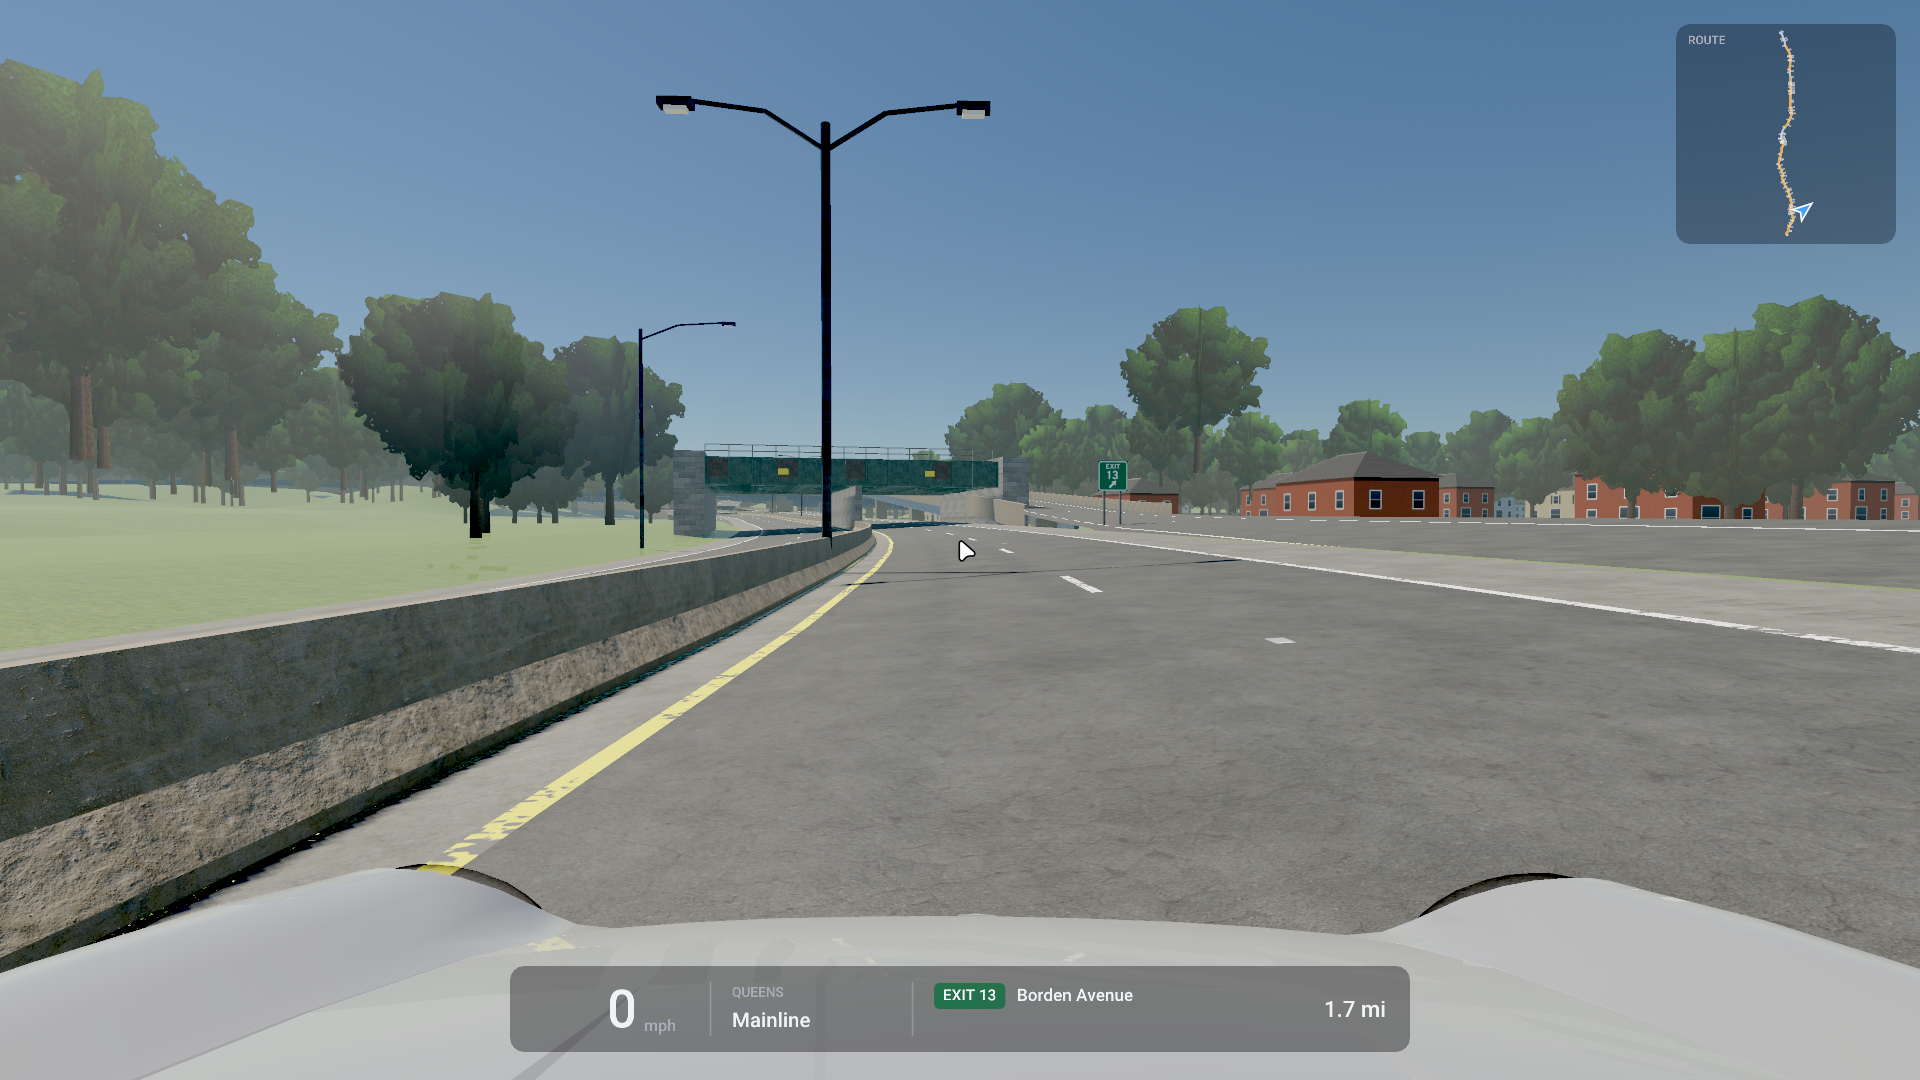 ROUTE
EXIT
13
0 mph
QUEENS
Mainline
EXIT 13 Borden Avenue
1.7 mi